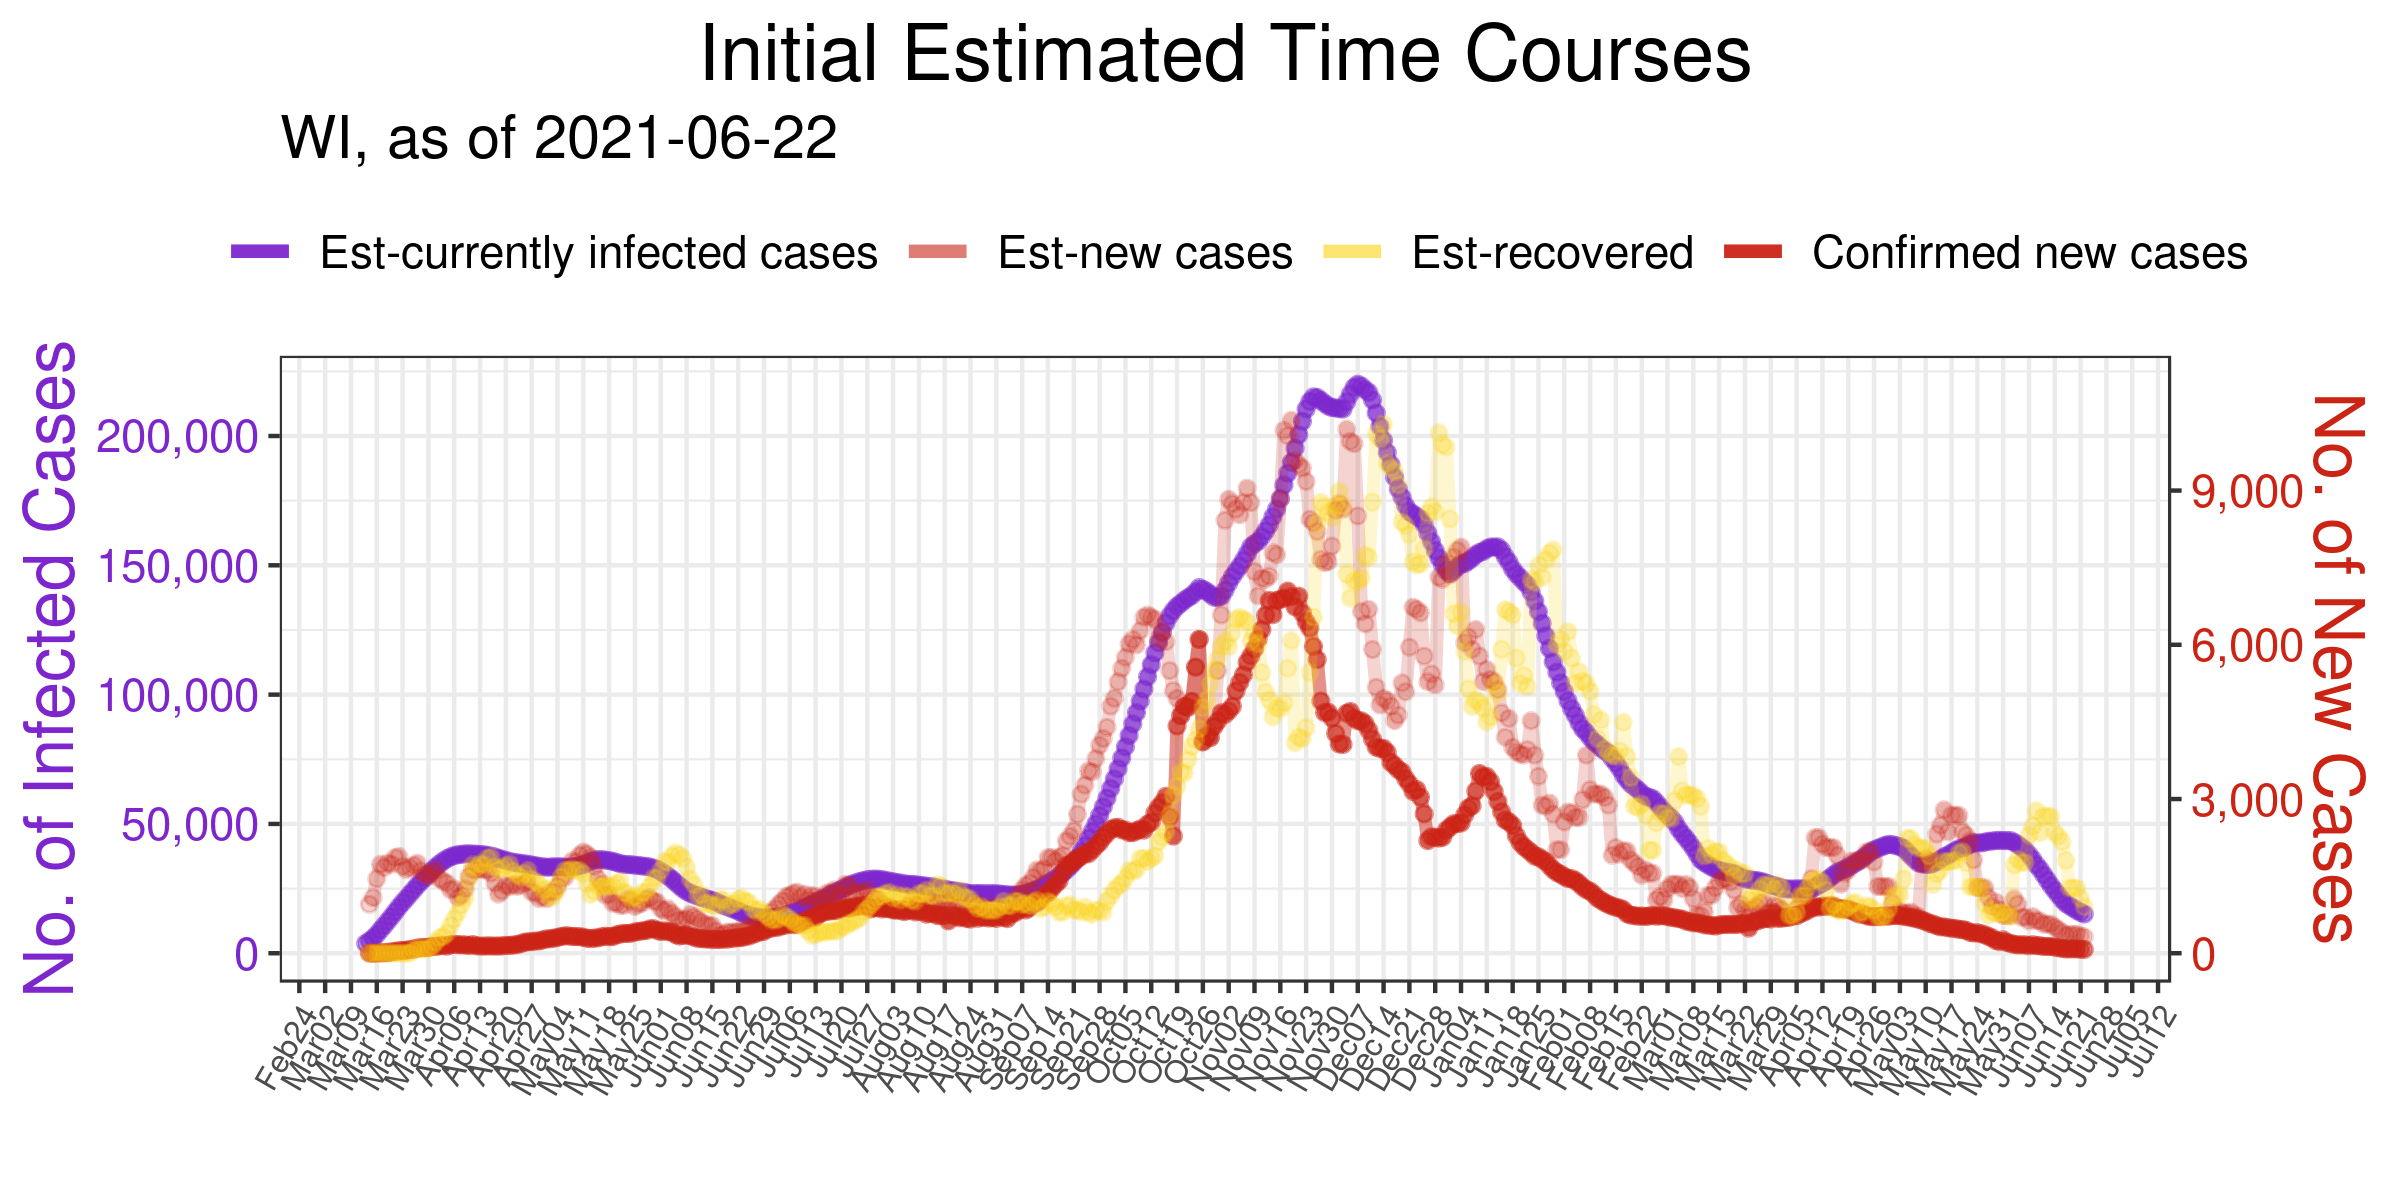 Initial Estimated Time Courses
WI, as of 2021-06-22
Est-currently infected cases
Est-new cases
Est-recovered
Confirmed new cases
No. of Infected Cases
200,000
150,000
100,000
50,000
0
9,000
6,000
3,000
0
No. of New Cases
Feb24
Mar02
Mar09
Mar16
Mar23
Mar30
Apr06
Apr13
Apr20
Apr27
May04
May11
May18
May25
Jun01
Jun08
Jun15
Jun22
Jun29
Jul06
Jul13
Jul20
Jul27
Aug03
Aug10
Aug17
Aug24
Aug31
Sep07
Sep14
Sep21
Sep28
Oct05
Oct12
Oct19
Oct26
Nov02
Nov09
Nov16
Nov23
Nov30
Dec07
Dec14
Dec21
Dec28
Jan04
Jan11
Jan18
Jan25
Feb01
Feb08
Feb15
Feb22
Mar01
Mar08
Mar15
Mar22
Mar29
Apr05
Apr12
Apr19
Apr26
May03
May10
May17
May24
May31
Jun07
Jun14
Jun21
Jun28
Jul05
Jul12